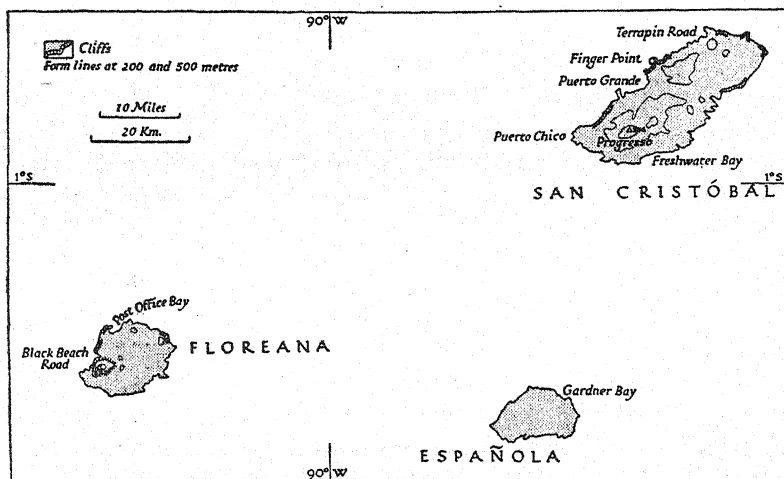 90° W
Terrapin Road
Cliffs
Form lines at 200 and 500 metres
Finger Point
Puerto Grande
10 Miles
20 Km.
Puerto Chico
Progresso
Freshwater Bay
1°S
1°S
SAN CRISTÓBAL
Post Office Bay
Black Beach
Road
FLOREANA
Gardner Bay
ESPAÑOLA
90° W